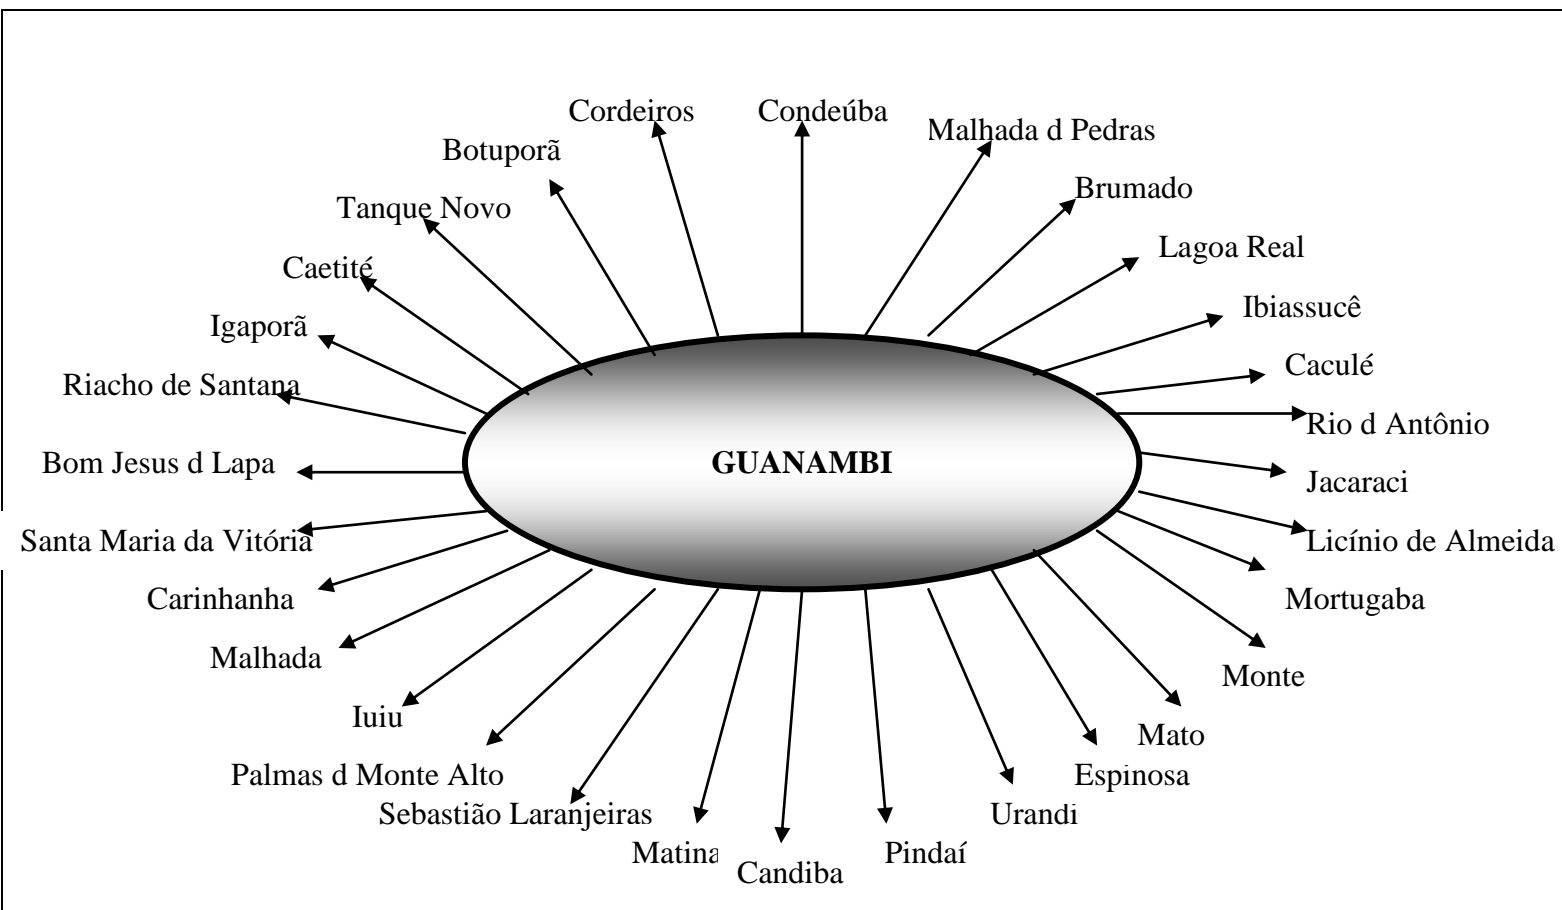 Cordeiros
Condeúba
Malhada d Pedras
Botuporã
Brumado
Tanque Novo
Lagoa Real
Caetité
Ibiassucê
Igaporã
Caculé
Riacho de Santana
Rio d Antônio
Bom Jesus d Lapa
GUANAMBI
Jacaraci
Santa Maria da Vitória
Licínio de Almeida
Carinhanha
Mortugaba
Malhada
Monte
Iuiu
Mato
Palmas d Monte Alto
Espinosa
Sebastião Laranjeiras
Urandi
Matina
Pindaí
Candiba